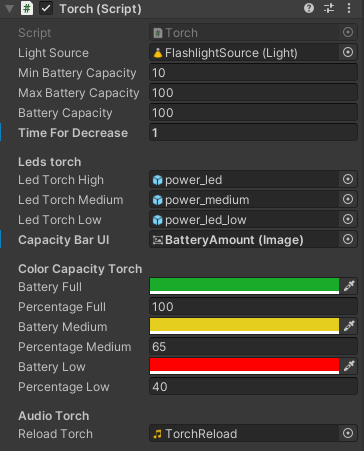 Torch (Script)
Script Torch
Light Source FlashlightSource (Light)
Min Battery Capacity 10
Max Battery Capacity 100
Battery Capacity 100
Time For Decrease 1
Leds torch
Led Torch High power_led
Led Torch Medium power_medium
Led Torch Low power_led_low
Capacity Bar UI BatteryAmount (Image)
Color Capacity Torch
Battery Full
Percentage Full 100
Battery Medium
Percentage Medium 65
Battery Low
Percentage Low 40
Audio Torch
Reload Torch TorchReload